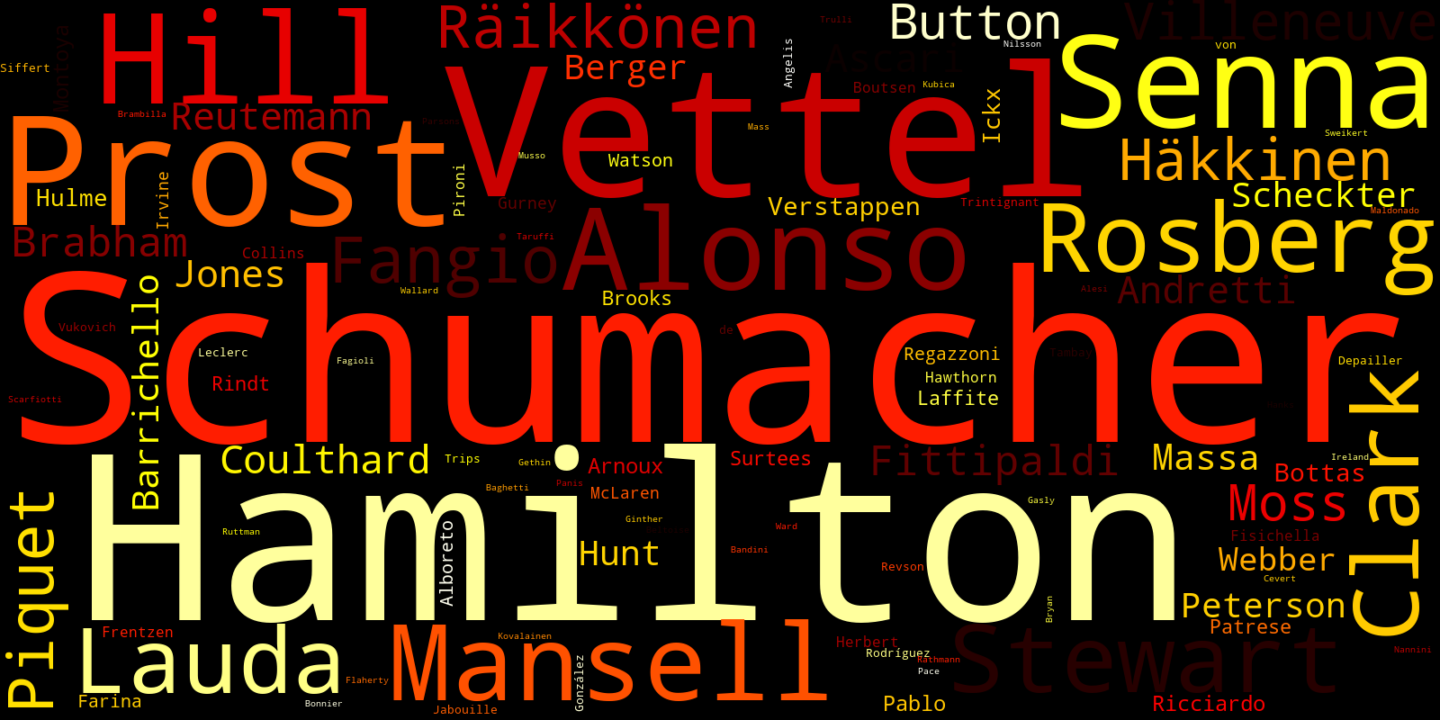 Hill
Räikkönen
Trulli
Button
Villeneuve
Siffert
Montoya
Berger
Angelis
Nilsson
Ascari
von
Senna
Vettel
Brambilla
Reutemann
Pacauci
Boutsen
Kubica
Ickx
Prost
Mass
Sweikert
Häkkinen
Hulme
Irvine
Pironi
Musso
Watson
Gurney
Verstappen
Trintignant
Scheckter
Maldonado
Brabham
Collins
Fangio
Taruffi
Alonso
Rosberg
Jones
Wallard
Brooks
Alesi
Andretti
Schumacher
Barrichello
Vukovich
Leclerc
Rindt
Fagioli
de
Regazzoni
Hawthorn
Laffite
Tambay
Depailler
Scarfiotti
Clark
Coulthard
Trips
Gethin
Arnoux
Panis
Surtees
Fittipaldi
Massa
Ireland
Bottas
Hamilton
Baghetti
McLaren
Gasly
Moss
Piquet
Ruttman
Alboreto
Ginther
Ward
Hunt
Bandini
Revson
Fisichella
Webber
Cevert
Bryan
Peterson
Patrese
Frentzen
Lauda
Mansell
Kovalainen
Herbert
Rodríguez
Rathmann
Pace
Stewart
Nannini
Farina
Flaherty
Bonnier
González
Jabouille
Pablo
Ricciardo